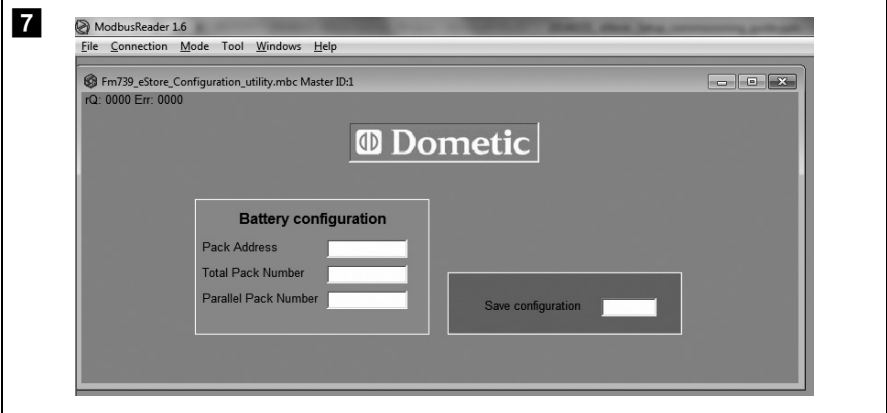 7
ModbusReader 1.6
File Connection Mode Tool Windows Help
Fm739_eStore_Configuration_utility.mbc Master ID:1
rQ: 0000 Err: 0000
Dometic
Battery configuration
Pack Address
Total Pack Number
Parallel Pack Number
Save configuration